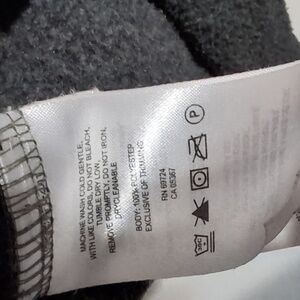 MACHINE WASH COLD GENTLE,
WITH LIKE COLORS, DO NOT BLEACH,
TUMBLE DRY LOW,
REMOVE PROMPTLY, DO NOT IRON,
DRYCLEANABLE
BODY: 100% POLYESTER
EXCLUSIVE OF TRIMMING
RN 69724
CA 05367
P